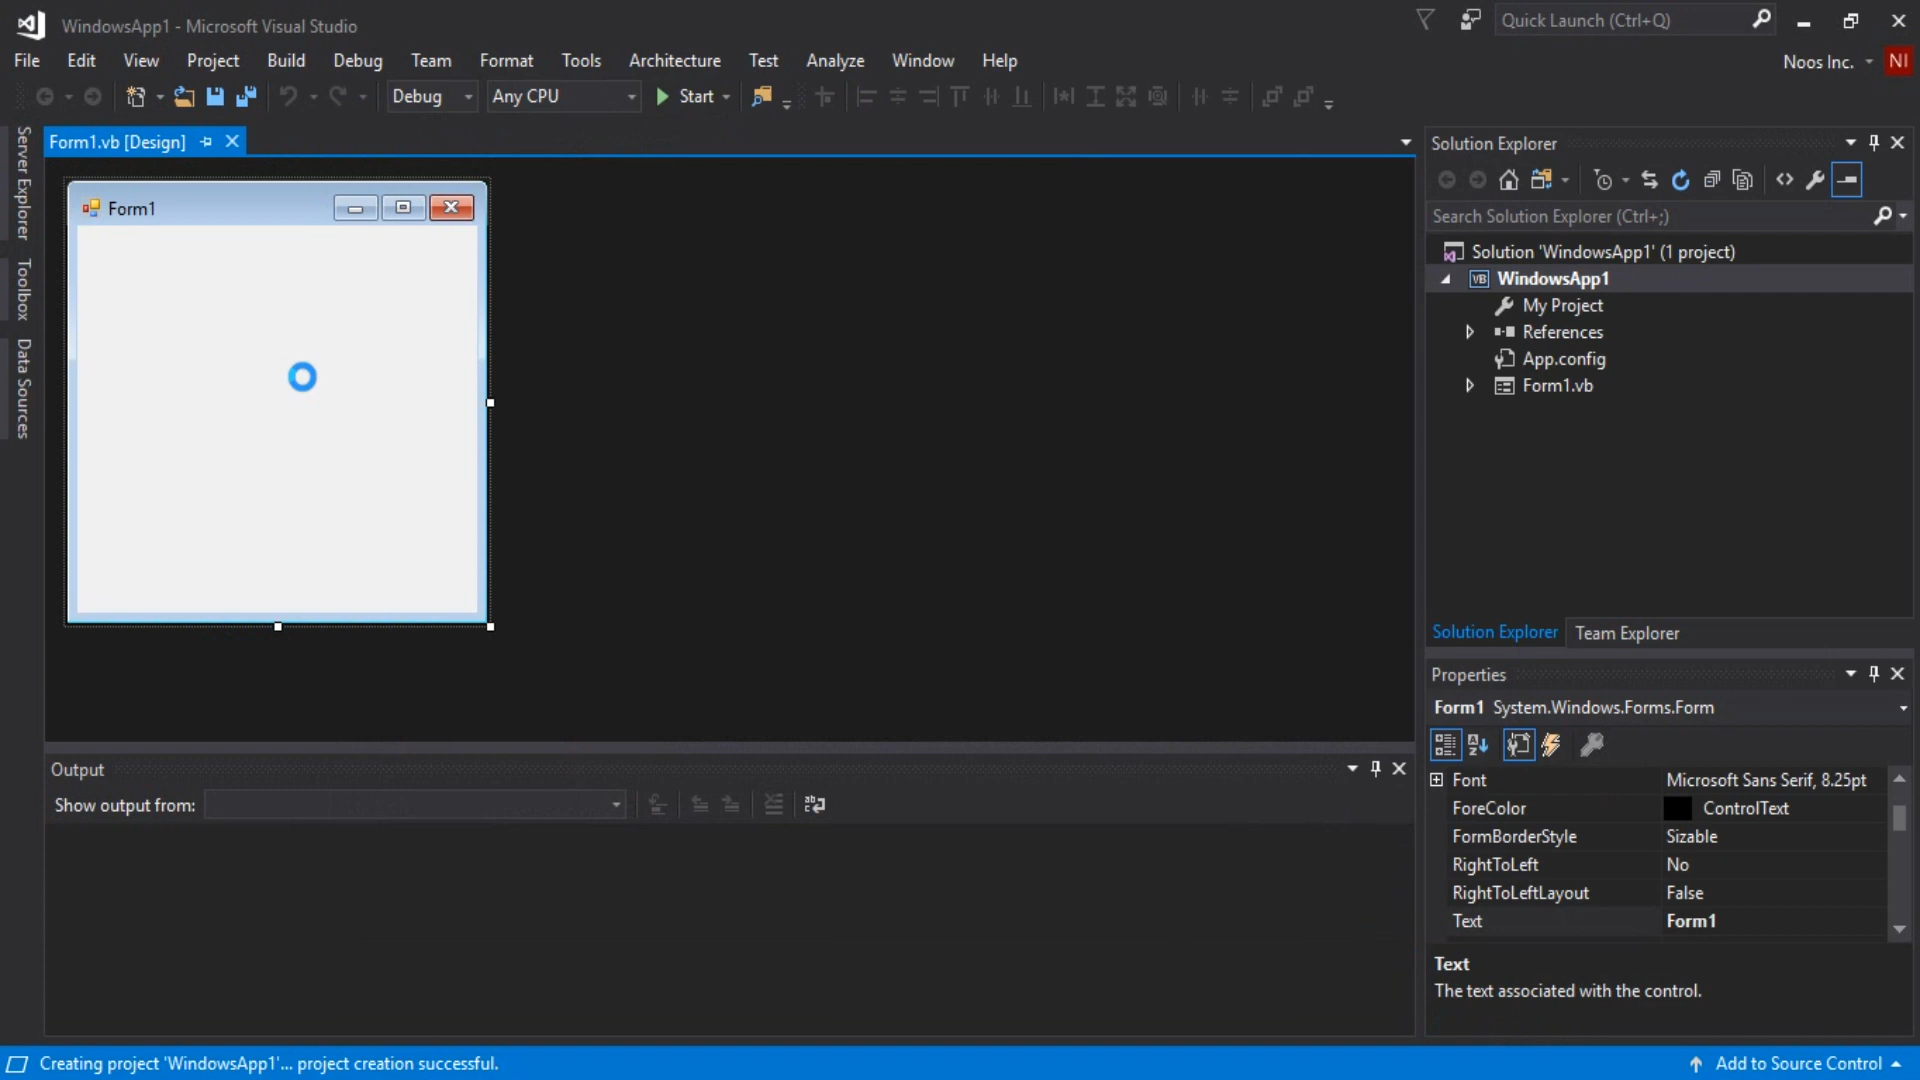 WindowsApp1 - Microsoft Visual Studio
Quick Launch (Ctrl+Q)
File Edit View Project Build Debug Team Format Tools Architecture Test Analyze Window Help
Noos Inc. NI
Debug Any CPU Start
Server Explorer
Toolbox
Data Sources
Form1.vb [Design]
Form1
Solution Explorer
Search Solution Explorer (Ctrl+;)
Solution 'WindowsApp1' (1 project)
VB WindowsApp1
My Project
References
App.config
Form1.vb
Solution Explorer Team Explorer
Properties
Form1 System.Windows.Forms.Form
Font Microsoft Sans Serif, 8.25pt
ForeColor ControlText
FormBorderStyle Sizable
RightToLeft No
RightToLeftLayout False
Text Form1
Text
The text associated with the control.
Output
Show output from:
Creating project 'WindowsApp1'... project creation successful.
Add to Source Control